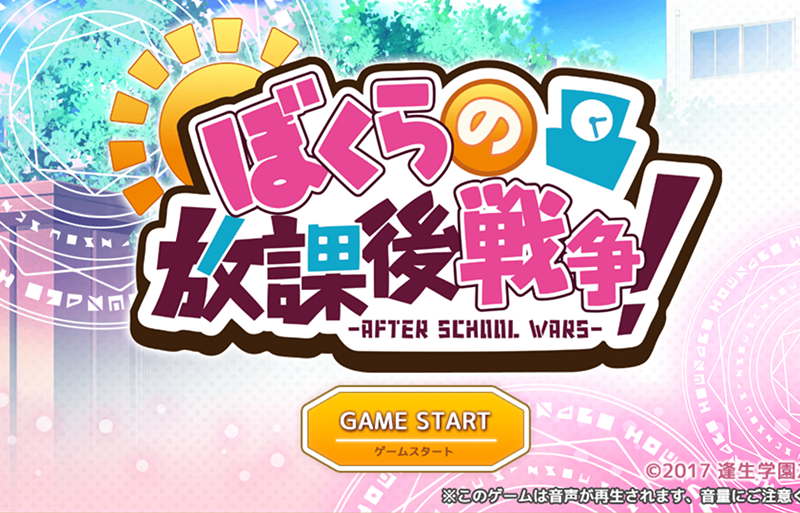 ぼくらの
放課後戦争!
-AFTER SCHOOL WARS-
GAME START
ゲームスタート
©2017 逢生学園
※このゲームは音声が再生されます、音量にご注意く